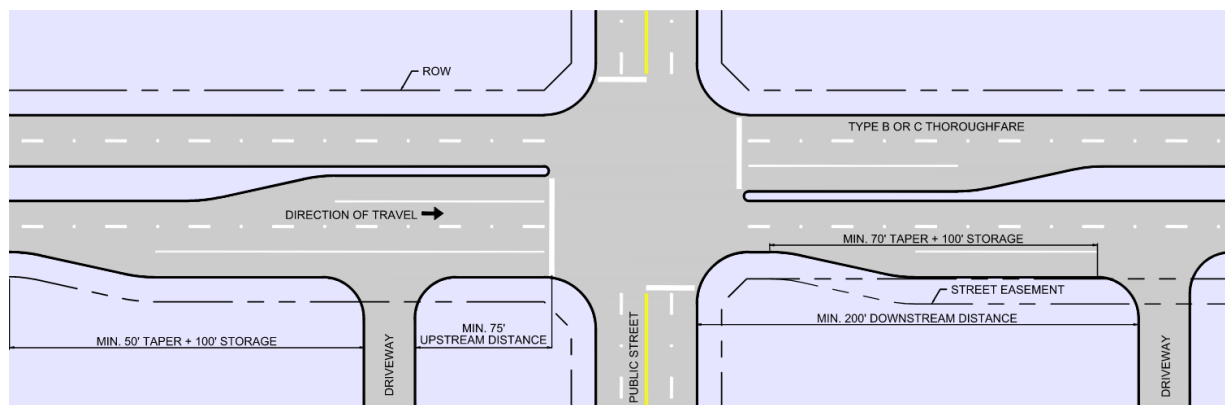 ROW
TYPE B OR C THOROUGHFARE
DIRECTION OF TRAVEL
MIN. 70' TAPER + 100' STORAGE
STREET EASEMENT
MIN. 200' DOWNSTREAM DISTANCE
MIN. 75'
UPSTREAM DISTANCE
MIN. 50' TAPER + 100' STORAGE
DRIVEWAY
PUBLIC STREET
DRIVEWAY